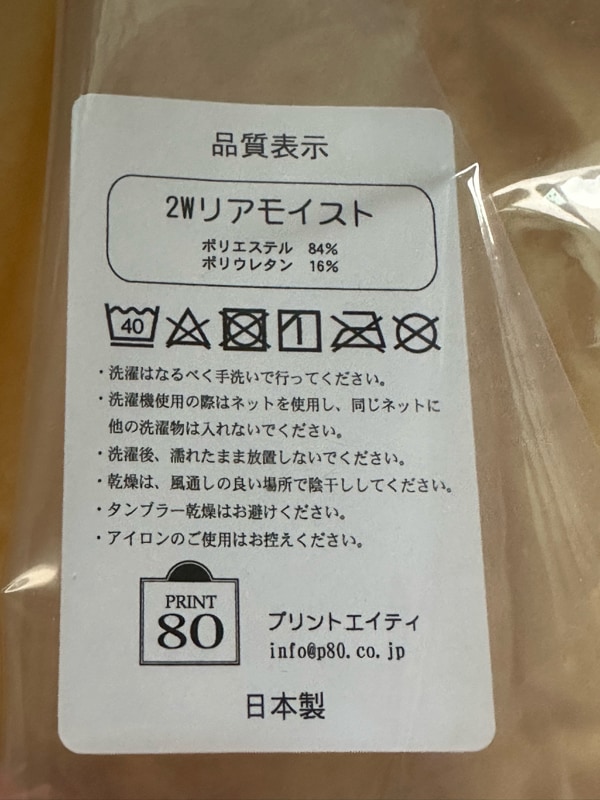 品質表示
2Wリアモイスト
ポリエステル 84%
ポリウレタン 16%
40
・洗濯はなるべく手洗いで行ってください。
・洗濯機使用の際はネットを使用し、同じネットに
他の洗濯物は入れないでください。
・洗濯後、濡れたまま放置しないでください。
・乾燥は、風通しの良い場所で陰干ししてください。
・タンブラー乾燥はお避けください。
・アイロンのご使用はお控えください。
PRINT
80
プリントエイティ
info@p80.co.jp
日本製